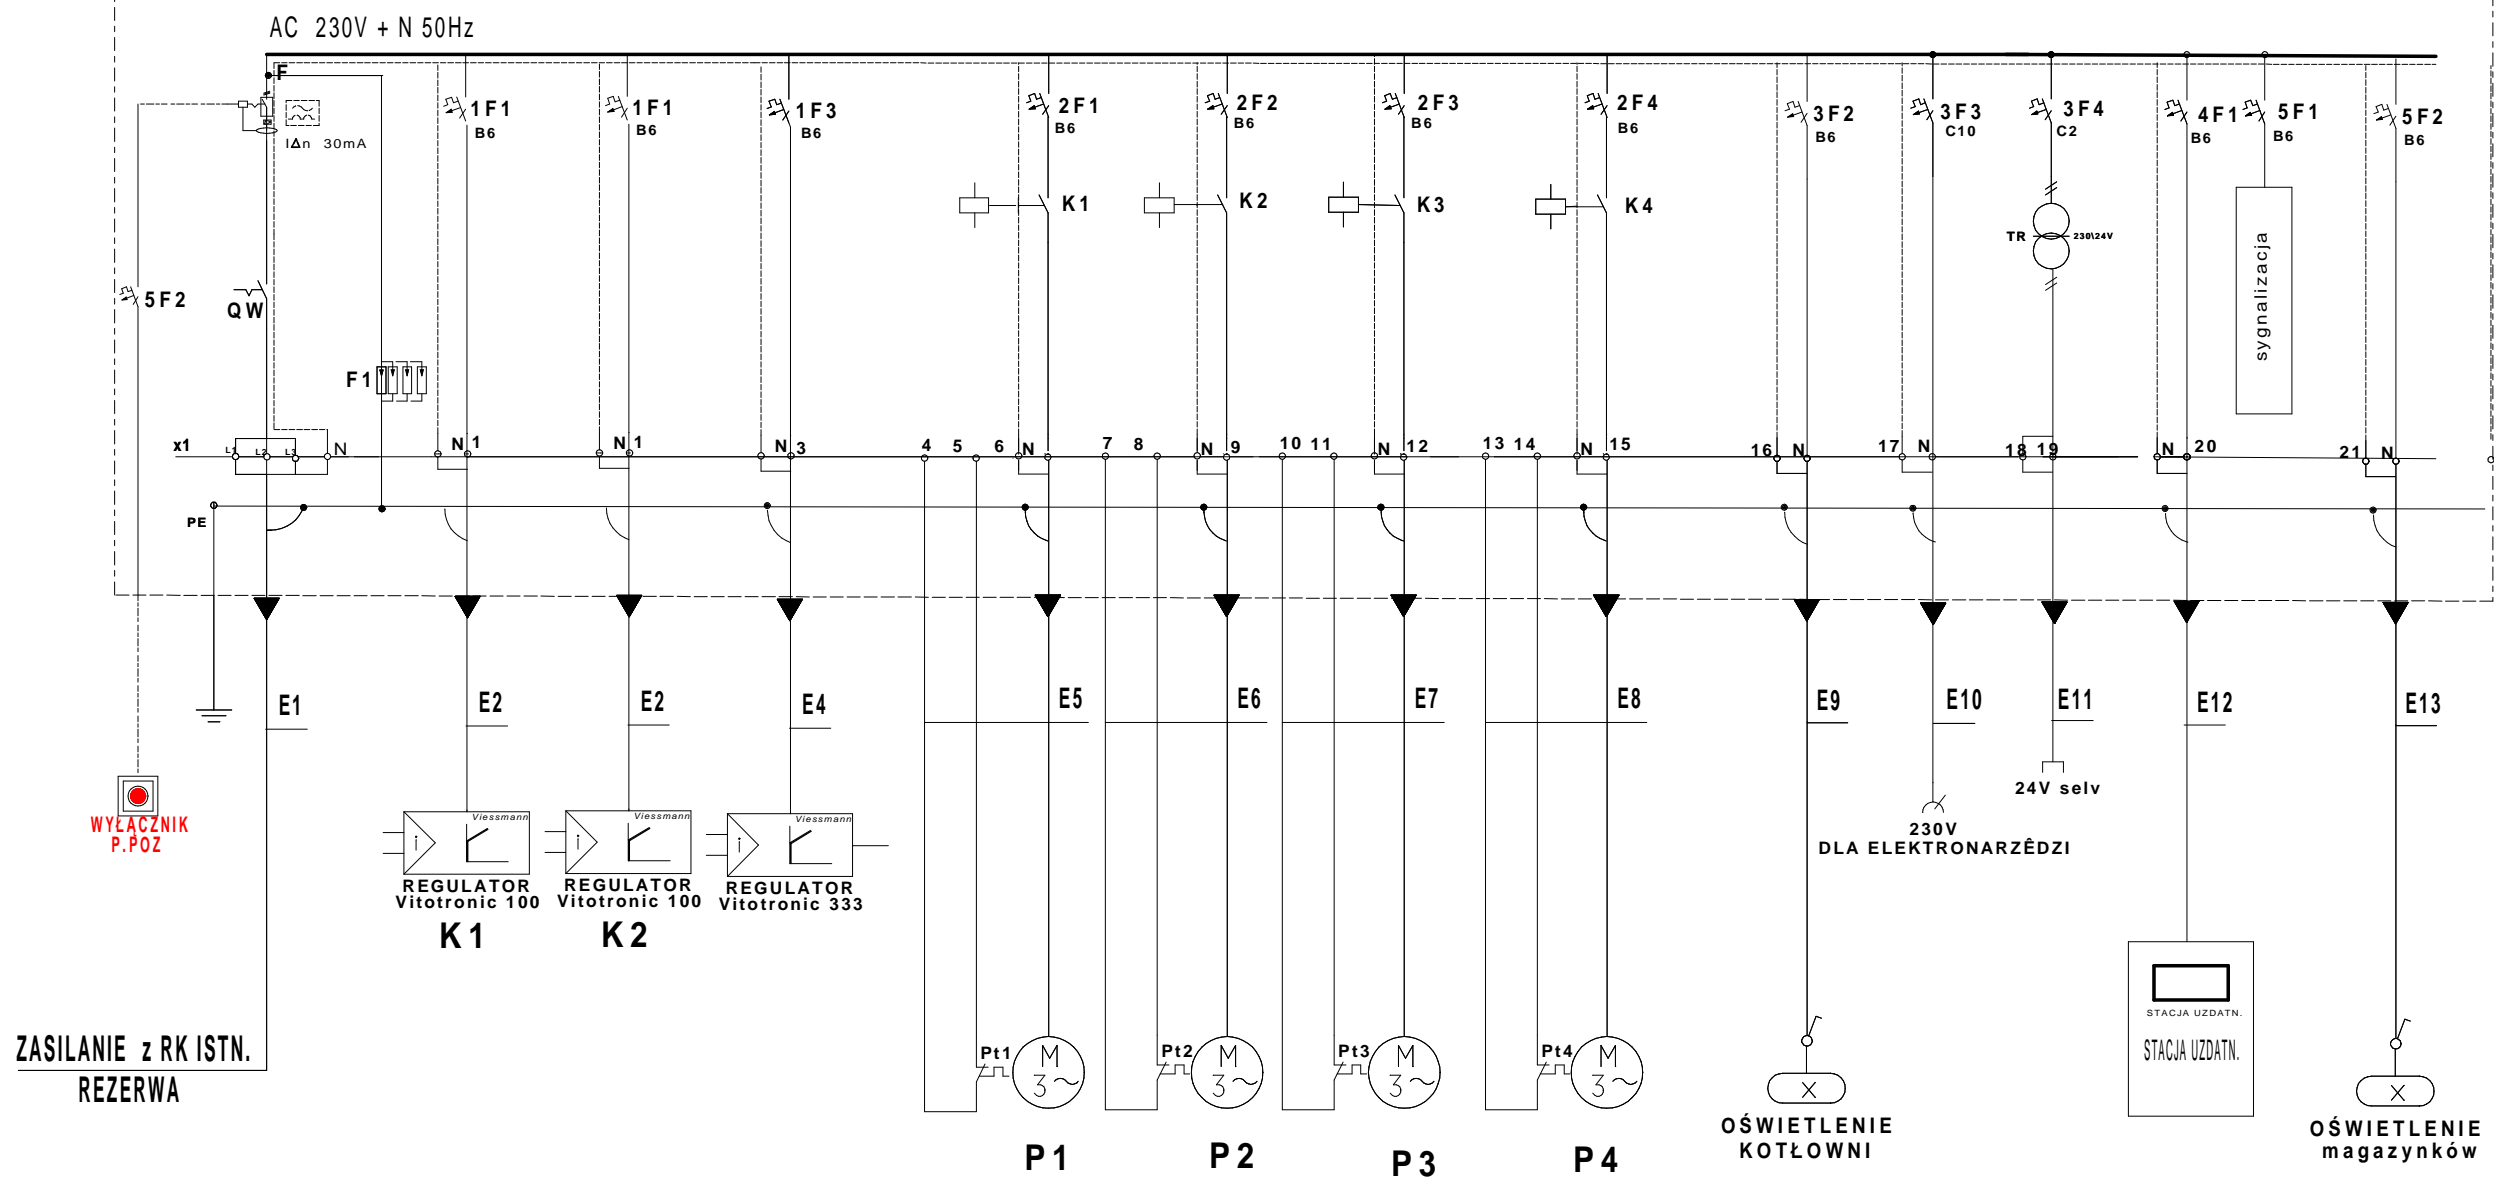 AC 230V + N 50Hz
F
IΔn 30mA
1F1
B6
1F1
B6
1F3
B6
2F1
B6
2F2
B6
2F3
B6
2F4
B6
3F2
B6
3F3
C10
3F4
C2
4F1
B6
5F1
B6
5F2
B6
K1
K2
K3
K4
TR
230\24V
sygnalizacja
5F2
QW
F1
x1
L1
L2
L3
N
N 1
N 1
N 3
4
5
6
N
7
8
N
9
10
11
N
12
13
14
N
15
16
N
17
N
18
19
N
20
21
N
PE
E1
E2
E2
E4
E5
E6
E7
E8
E9
E10
E11
E12
E13
WYŁĄCZNIK
P.POZ
i
Viessmann
REGULATOR
Vitotronic 100
K1
i
Viessmann
REGULATOR
Vitotronic 100
K2
i
Viessmann
REGULATOR
Vitotronic 333
24V selv
230V
DLA ELEKTRONARZÊDZI
STACJA UZDATN.
STACJA UZDATN.
ZASILANIE z RK ISTN.
REZERWA
Pt1
M
3~
P1
Pt2
M
3~
P2
Pt3
M
3~
P3
Pt4
M
3~
P4
X
OŚWIETLENIE
KOTŁOWNI
X
OŚWIETLENIE
magazynków